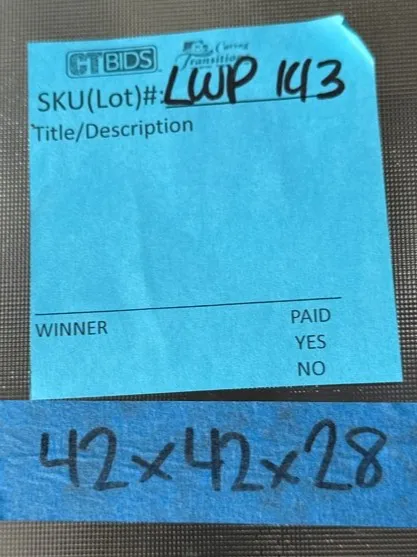 CTBIDS Caring
Transitions
SKU(Lot)#: LWP 143
Title/Description
WINNER PAID
YES
NO
42x42x28